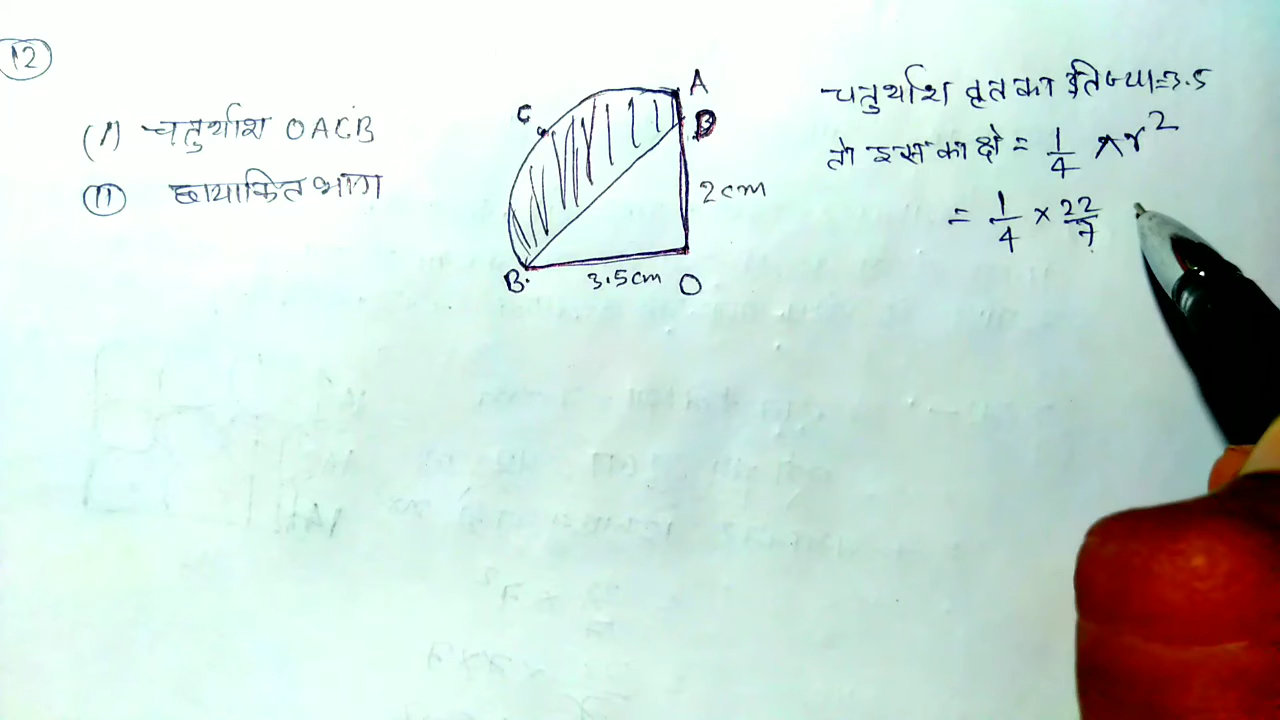 12
(I) चतुर्थांश OACB
(II) छायांकित भाग
A
C
D
2cm
B
3.5cm
O
चतुर्थांश वृत का त्रिज्या=3.5
तो इसका क्षे = 1/4 πr²
= 1/4 × 22/7